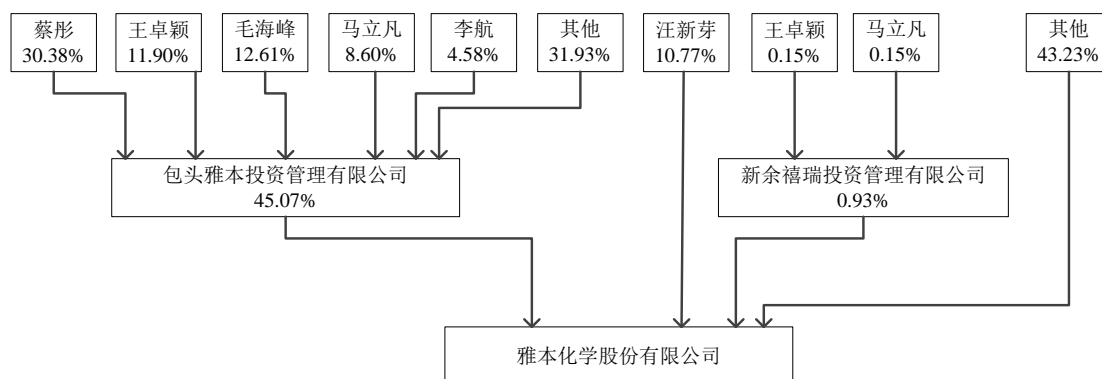 蔡彤
30.38%
王卓颖
11.90%
毛海峰
12.61%
马立凡
8.60%
李航
4.58%
其他
31.93%
汪新芽
10.77%
王卓颖
0.15%
马立凡
0.15%
其他
43.23%
包头雅本投资管理有限公司
45.07%
新余禧瑞投资管理有限公司
0.93%
雅本化学股份有限公司